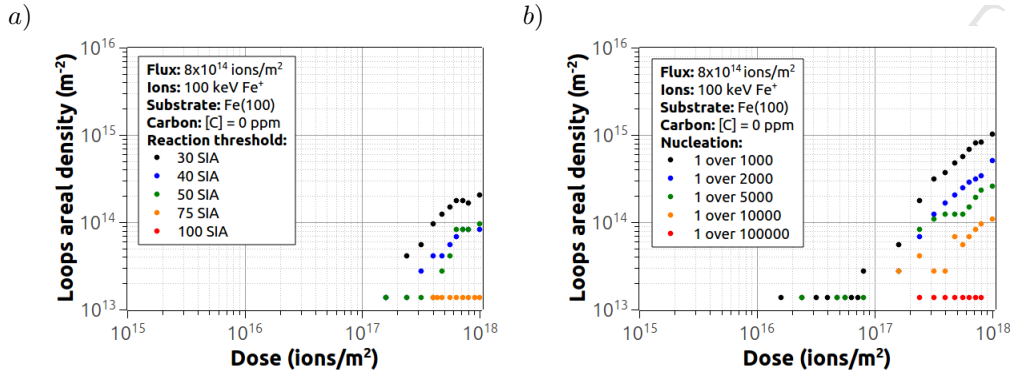 a)
10^16
10^15
10^14
10^13
Loops areal density (m^-2)
Flux: 8x10^14 ions/m^2
Ions: 100 keV Fe^+
Substrate: Fe(100)
Carbon: [C] = 0 ppm
Reaction threshold:
30 SIA
40 SIA
50 SIA
75 SIA
100 SIA
10^15
10^16
10^17
10^18
Dose (ions/m^2)
b)
10^16
10^15
10^14
10^13
Loops areal density (m^-2)
Flux: 8x10^14 ions/m^2
Ions: 100 keV Fe^+
Substrate: Fe(100)
Carbon: [C] = 0 ppm
Nucleation:
1 over 1000
1 over 2000
1 over 5000
1 over 10000
1 over 100000
10^15
10^16
10^17
10^18
Dose (ions/m^2)